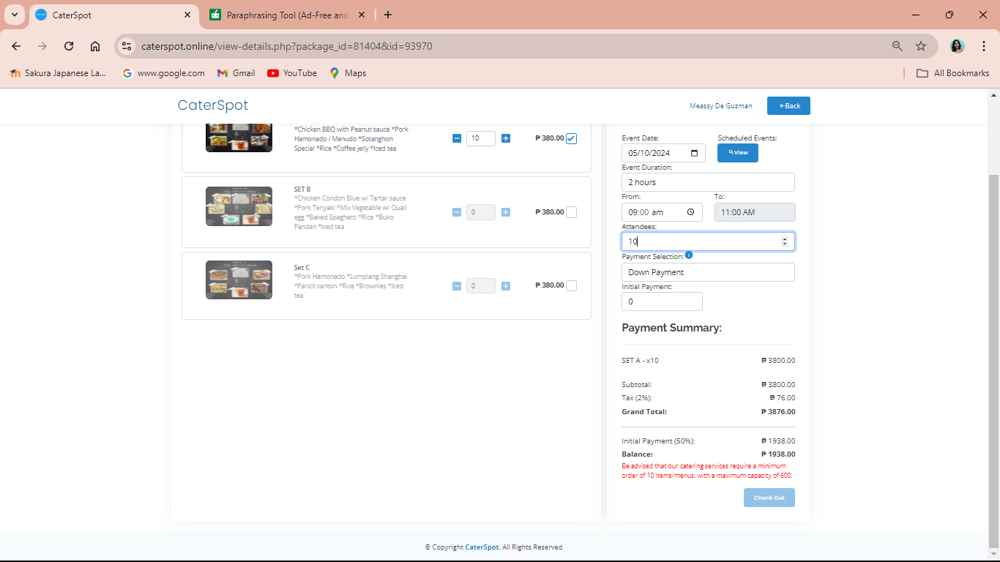 CaterSpot
Paraphrasing Tool (Ad-Free and
caterspot.online/view-details.php?package_id=81404&id=93970
Sakura Japanese La...
www.google.com
Gmail
YouTube
Maps
All Bookmarks
CaterSpot
Meassy De Guzman
←Back
*Chicken BBQ with Peanut sauce *Pork
Hamonado / Menudo *Sotanghon
Special *Rice *Coffee jelly *Iced tea
10
₱ 380.00
SET B
*Chicken Condon Blue w/ Tartar sauce
*Pork Teriyaki *Mix Vegetable w/ Quail
egg *Baked Spaghetti *Rice *Buko
Pandan *Iced tea
0
₱ 380.00
Set C
*Pork Hamonado *Lumpiang Shanghai
*Pancit canton *Rice *Brownies *Iced
tea
0
₱ 380.00
Event Date:
Scheduled Events:
05/10/2024
View
Event Duration:
2 hours
From:
To:
09:00 am
11:00 AM
Attendees:
10
Payment Selection:
Down Payment
Initial Payment:
0
Payment Summary:
SET A - x10
₱ 3800.00
Subtotal:
₱ 3800.00
Tax (2%):
₱ 76.00
Grand Total:
₱ 3876.00
Initial Payment (50%):
₱ 1938.00
Balance:
₱ 1938.00
Be advised that our catering services require a minimum
order of 10 items/menus, with a maximum capacity of 600.
Check Out
© Copyright CaterSpot. All Rights Reserved